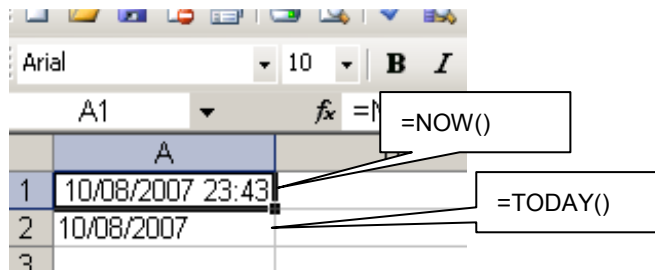 Arial 10 B I
A1 fx =N
=NOW()
A
1 10/08/2007 23:43
=TODAY()
2 10/08/2007
3